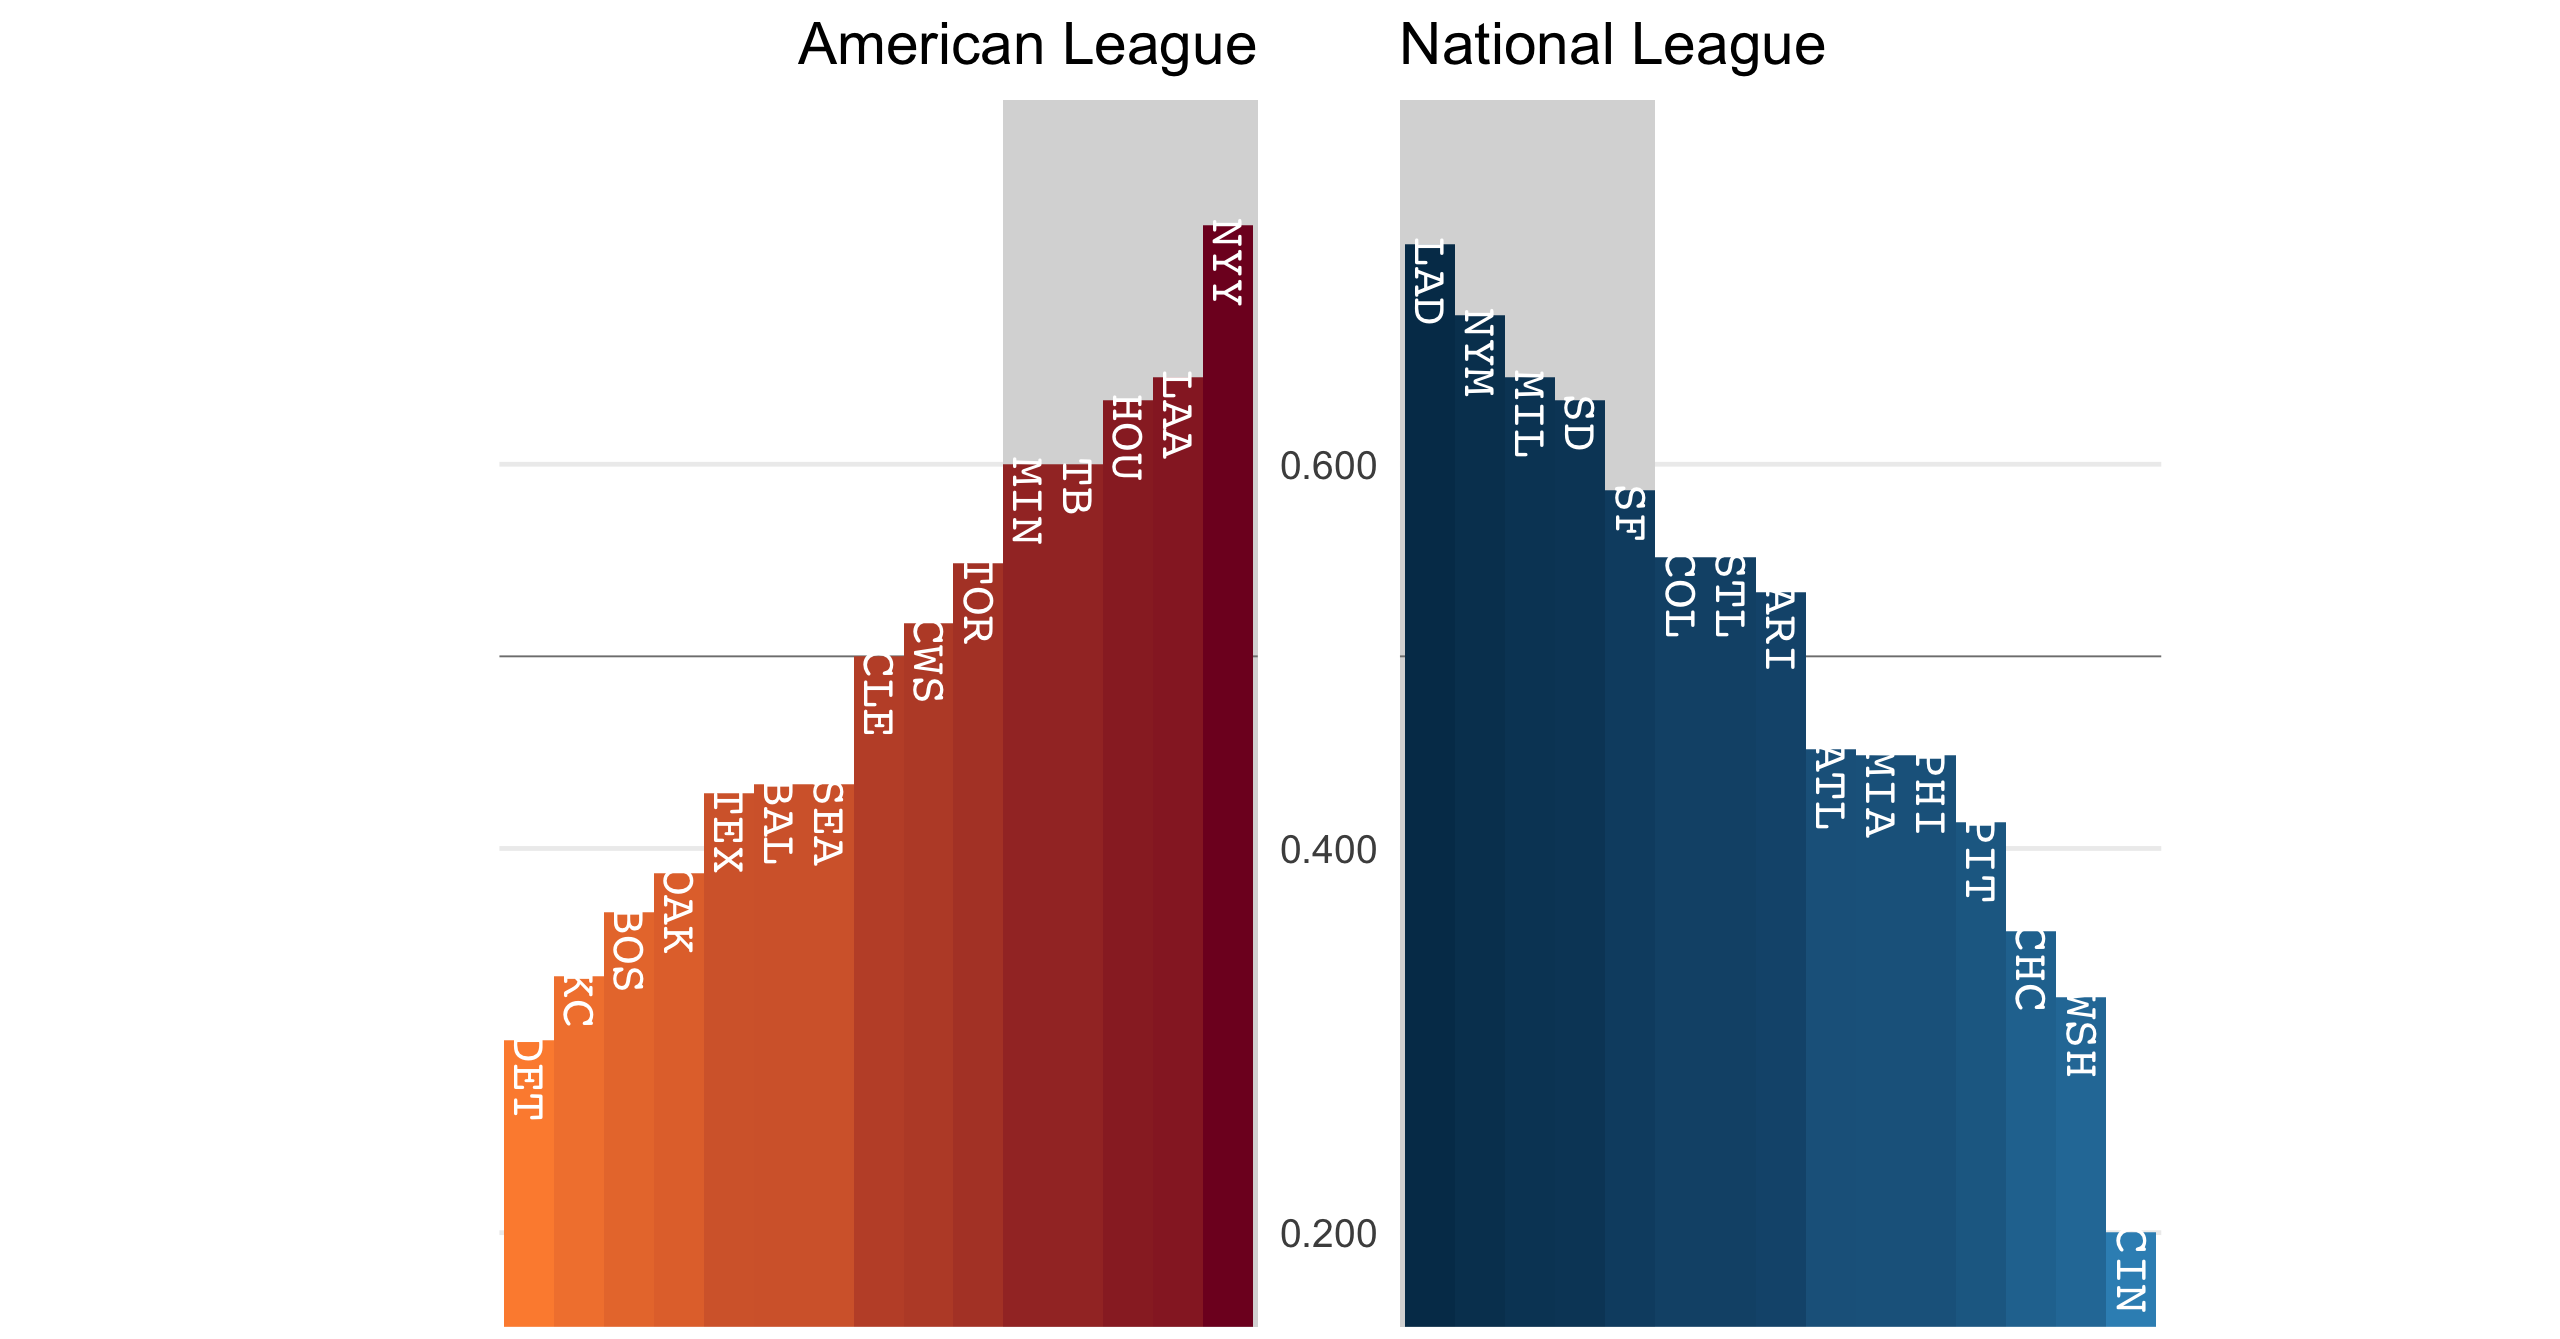 American League
National League
NYY
LAD
NYM
LAA
MIL
HOU
SD
MIN
TB
0.600
SF
TOR
COL
STL
ARI
CWS
CLE
ATL
MIA
PHI
TEX
BAL
SEA
PIT
0.400
OAK
BOS
CHC
KC
WSH
DET
0.200
CIN